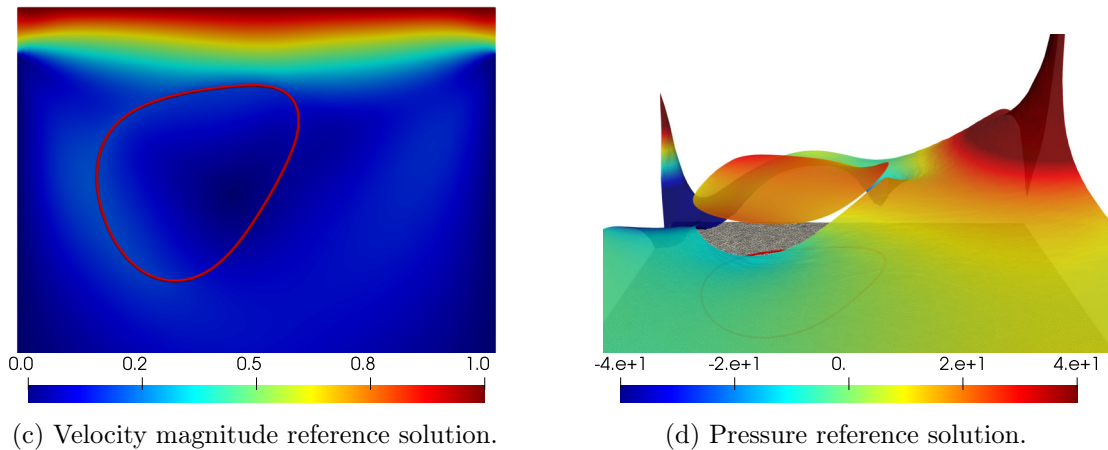 0.0 0.2 0.5 0.8 1.0
-4.e+1 -2.e+1 0. 2.e+1 4.e+1
(c) Velocity magnitude reference solution.
(d) Pressure reference solution.